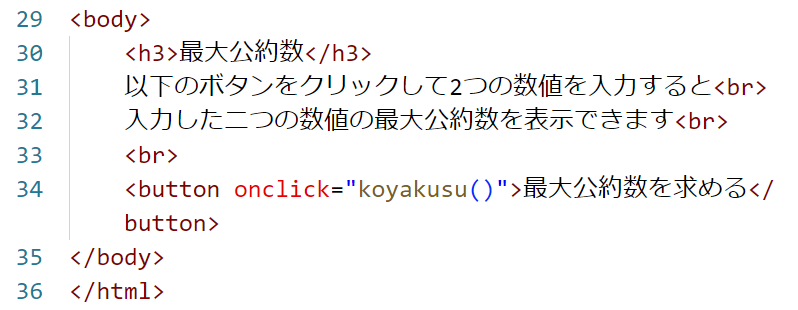 29 <body>
30 <h3>最大公約数</h3>
31 以下のボタンをクリックして2つの数値を入力すると<br>
32 入力した二つの数値の最大公約数を表示できます<br>
33 <br>
34 <button onclick="koyakusu()">最大公約数を求める</
button>
35 </body>
36 </html>